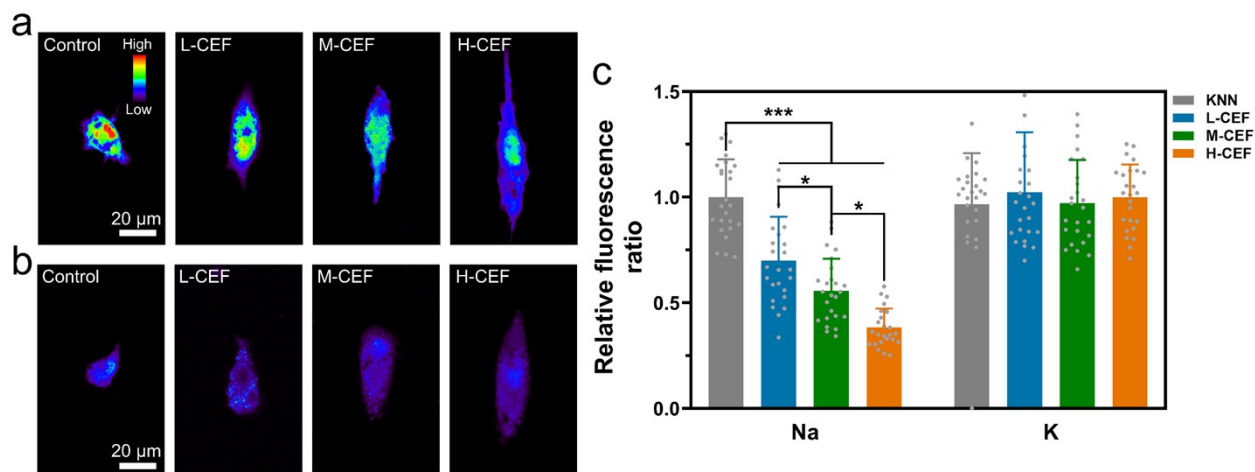 a
Control
High
Low
20 µm
L-CEF
M-CEF
H-CEF
b
Control
20 µm
L-CEF
M-CEF
H-CEF
c
Relative fluorescence
ratio
1.5
1.0
0.5
0.0
***
*
*
Na
K
KNN
L-CEF
M-CEF
H-CEF